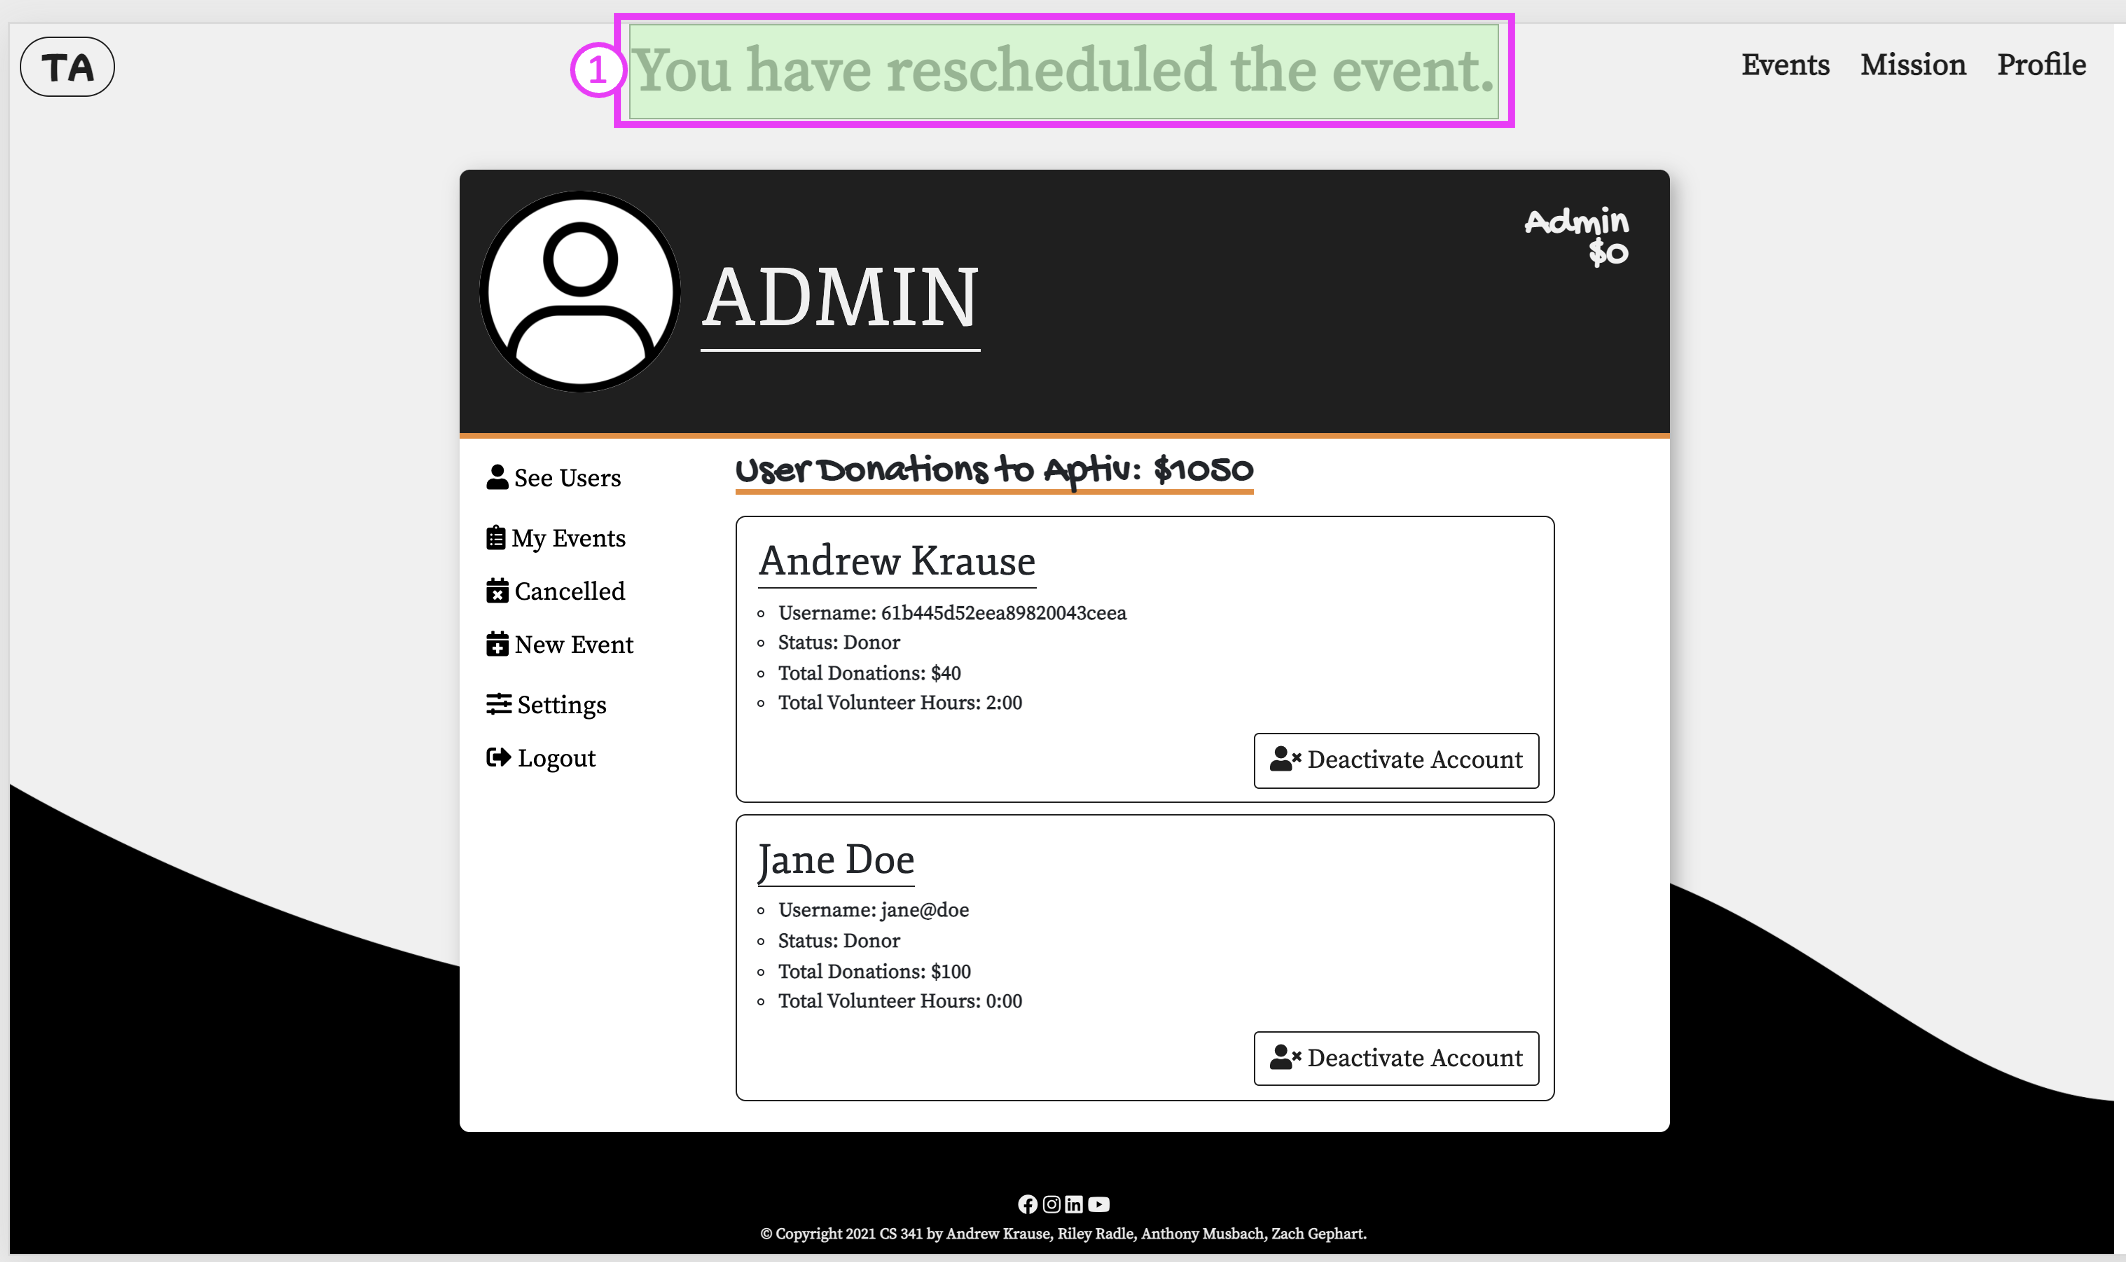 TA
1
You have rescheduled the event.
Events Mission Profile
Admin
$0
ADMIN
See Users
My Events
Cancelled
New Event
Settings
Logout
User Donations to Aptiv: $1050
Andrew Krause
Username: 61b445d52eea89820043ceea
Status: Donor
Total Donations: $40
Total Volunteer Hours: 2:00
Deactivate Account
Jane Doe
Username: jane@doe
Status: Donor
Total Donations: $100
Total Volunteer Hours: 0:00
Deactivate Account
© Copyright 2021 CS 341 by Andrew Krause, Riley Radle, Anthony Musbach, Zach Gephart.